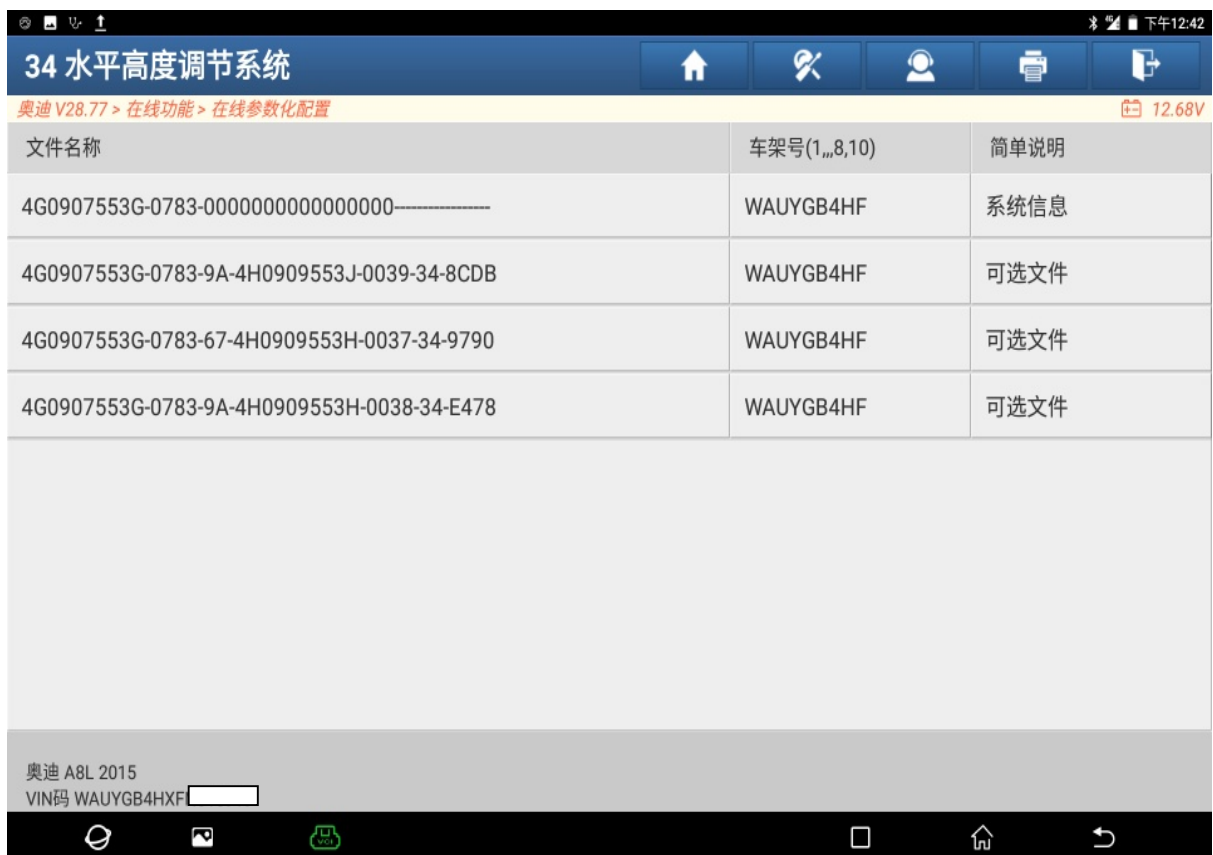 下午12:42
34 水平高度调节系统
奥迪 V28.77 > 在线功能 > 在线参数化配置 12.68V
文件名称 车架号(1,,,8,10) 简单说明
4G0907553G-0783-0000000000000000----------------- WAUYGB4HF 系统信息
4G0907553G-0783-9A-4H0909553J-0039-34-8CDB WAUYGB4HF 可选文件
4G0907553G-0783-67-4H0909553H-0037-34-9790 WAUYGB4HF 可选文件
4G0907553G-0783-9A-4H0909553H-0038-34-E478 WAUYGB4HF 可选文件
奥迪 A8L 2015
VIN码 WAUYGB4HXF
VCI